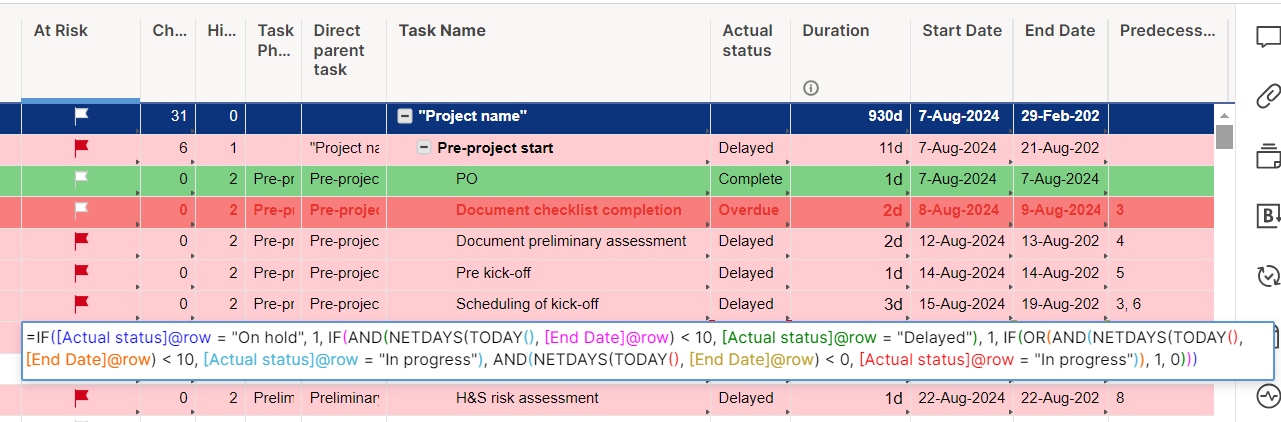 At Risk Ch... Hi... Task Ph... Direct parent task Task Name Actual status Duration Start Date End Date Predecess...
31 0 "Project name" 930d 7-Aug-2024 29-Feb-202
6 1 "Project na Pre-project start Delayed 11d 7-Aug-2024 21-Aug-202
0 2 Pre-pr Pre-projec PO Complete 1d 7-Aug-2024 7-Aug-2024
0 2 Pre-pr Pre-projec Document checklist completion Overdue 2d 8-Aug-2024 9-Aug-2024 3
0 2 Pre-pr Pre-projec Document preliminary assessment Delayed 2d 12-Aug-2024 13-Aug-202 4
0 2 Pre-pr Pre-projec Pre kick-off Delayed 1d 14-Aug-2024 14-Aug-202 5
0 2 Pre-pr Pre-projec Scheduling of kick-off Delayed 3d 15-Aug-2024 19-Aug-202 3, 6
=IF([Actual status]@row = "On hold", 1, IF(AND(NETDAYS(TODAY(), [End Date]@row) < 10, [Actual status]@row = "Delayed"), 1, IF(OR(AND(NETDAYS(TODAY(),
[End Date]@row) < 10, [Actual status]@row = "In progress"), AND(NETDAYS(TODAY(), [End Date]@row) < 0, [Actual status]@row = "In progress")), 1, 0)))
0 2 Prelim Preliminary H&S risk assessment Delayed 1d 22-Aug-2024 22-Aug-202 8